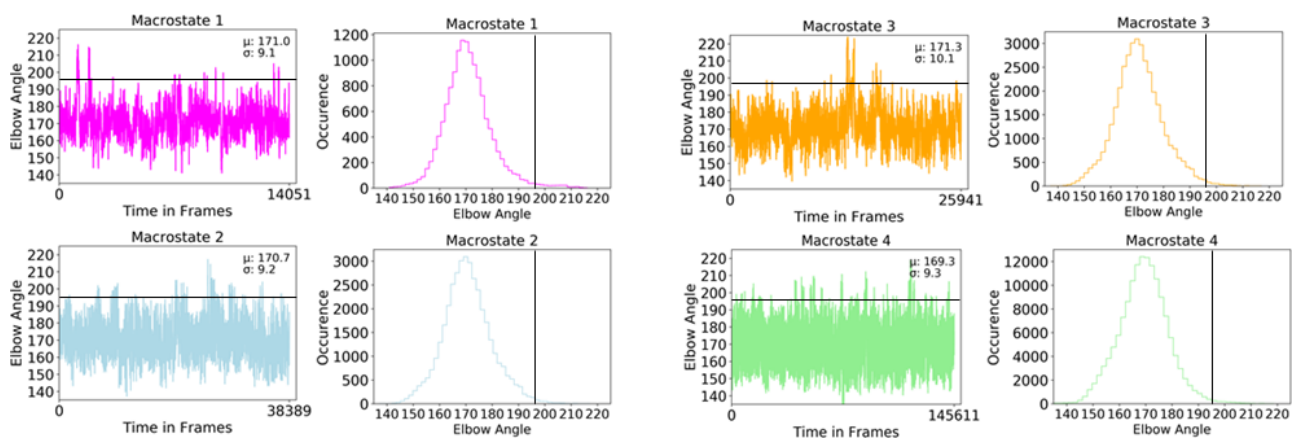 Macrostate 1
Elbow Angle
220
210
200
190
180
170
160
150
140
μ: 171.0
σ: 9.1
0 14051
Time in Frames
Macrostate 1
Occurence
1200
1000
800
600
400
200
0
140 150 160 170 180 190 200 210 220
Elbow Angle
Macrostate 3
Elbow Angle
220
210
200
190
180
170
160
150
140
μ: 171.3
σ: 10.1
0 25941
Time in Frames
Macrostate 3
Occurence
3000
2500
2000
1500
1000
500
0
140 150 160 170 180 190 200 210 220
Elbow Angle
Macrostate 2
Elbow Angle
220
210
200
190
180
170
160
150
140
μ: 170.7
σ: 9.2
0 38389
Time in Frames
Macrostate 2
Occurence
3000
2500
2000
1500
1000
500
0
140 150 160 170 180 190 200 210 220
Elbow Angle
Macrostate 4
Elbow Angle
220
210
200
190
180
170
160
150
140
μ: 169.3
σ: 9.3
0 145611
Time in Frames
Macrostate 4
Occurence
12000
10000
8000
6000
4000
2000
0
140 150 160 170 180 190 200 210 220
Elbow Angle